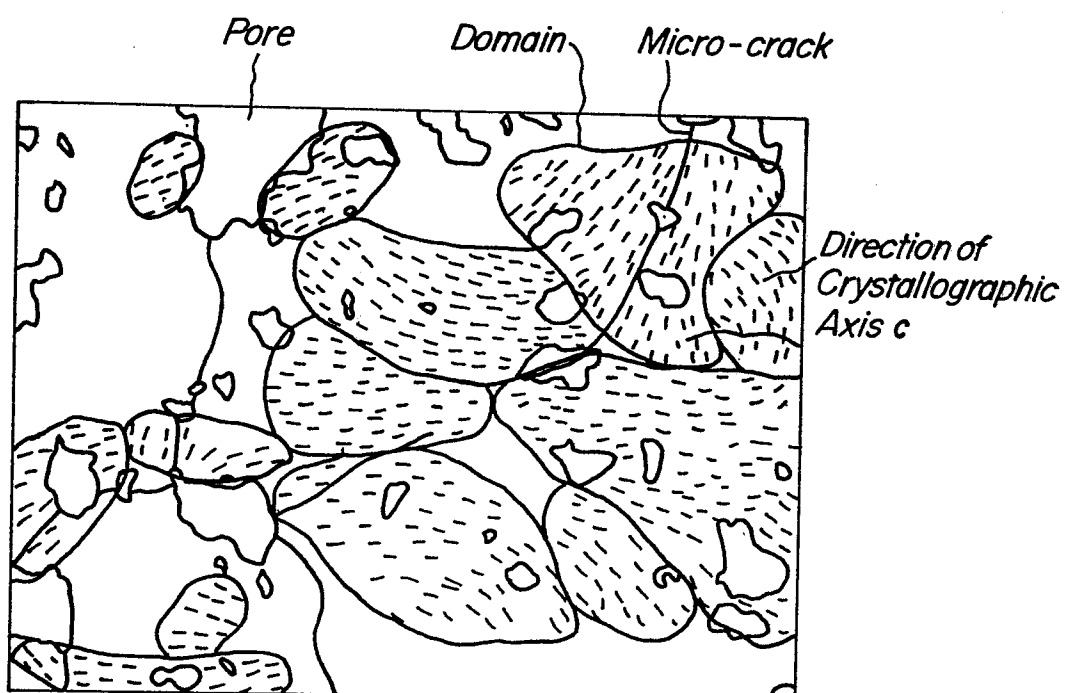 Pore
Domain
Micro-crack
Direction of
Crystallographic
Axis c